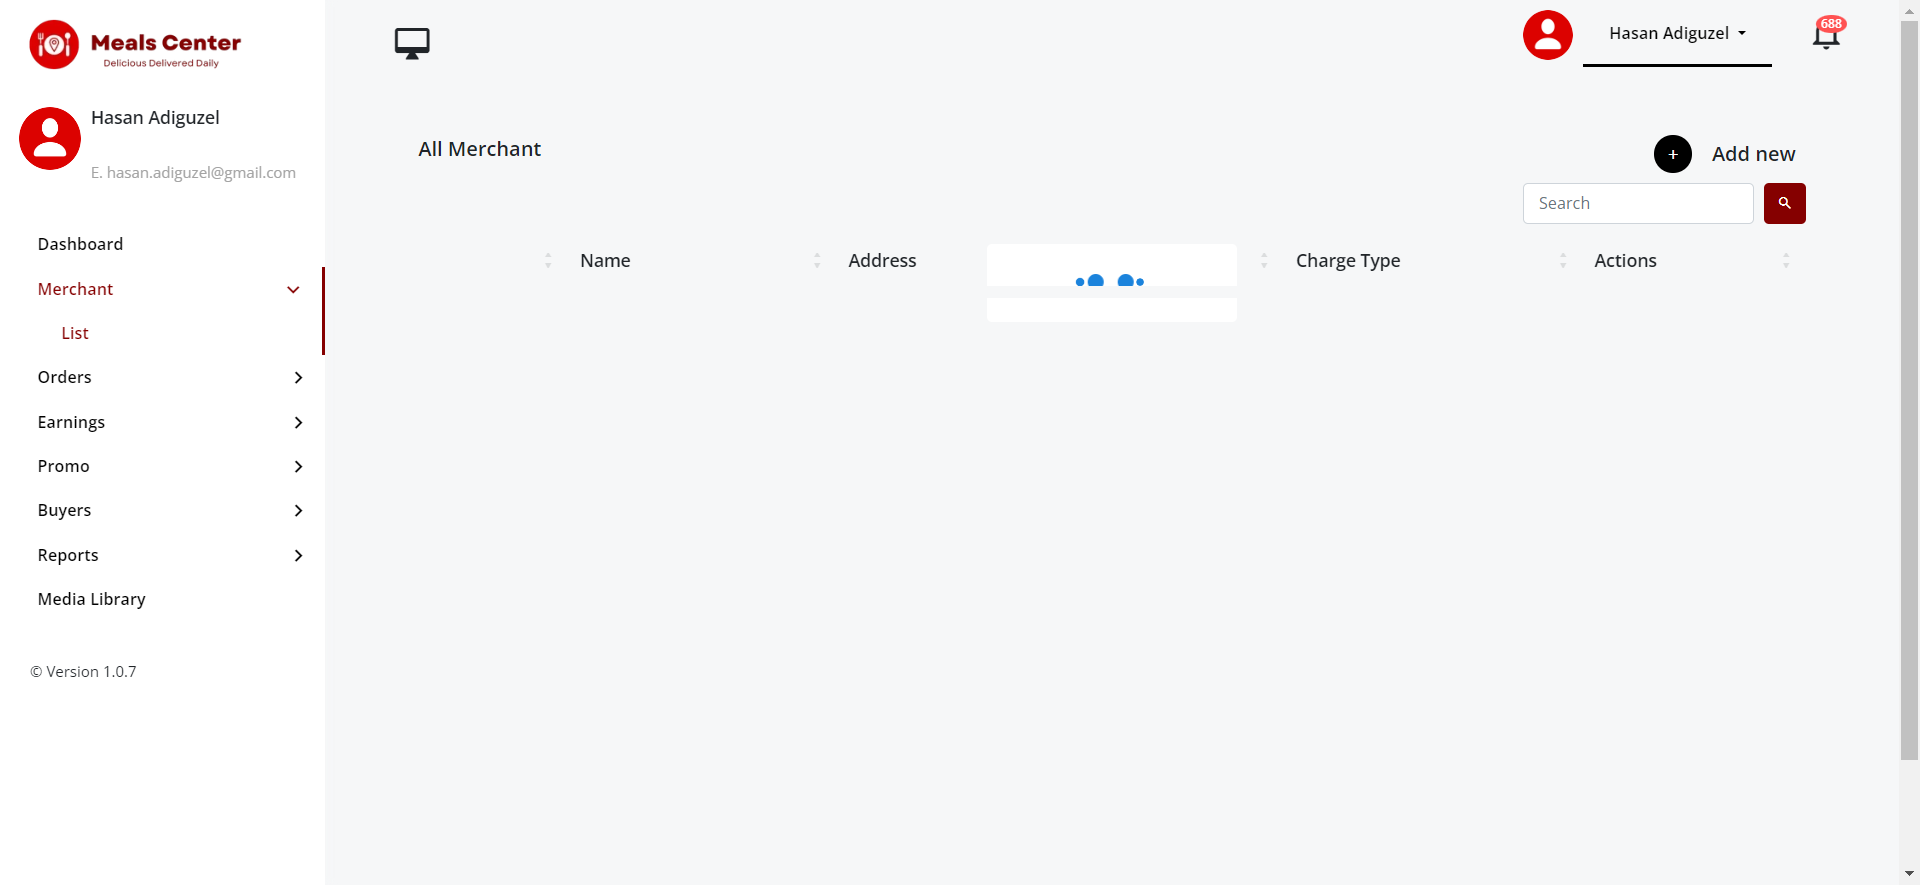 Meals Center
Delicious Delivered Daily
Hasan Adiguzel
E. hasan.adiguzel@gmail.com
Dashboard
Merchant
List
Orders
Earnings
Promo
Buyers
Reports
Media Library
© Version 1.0.7
Hasan Adiguzel
688
All Merchant
+ Add new
Search
Name Address Charge Type Actions